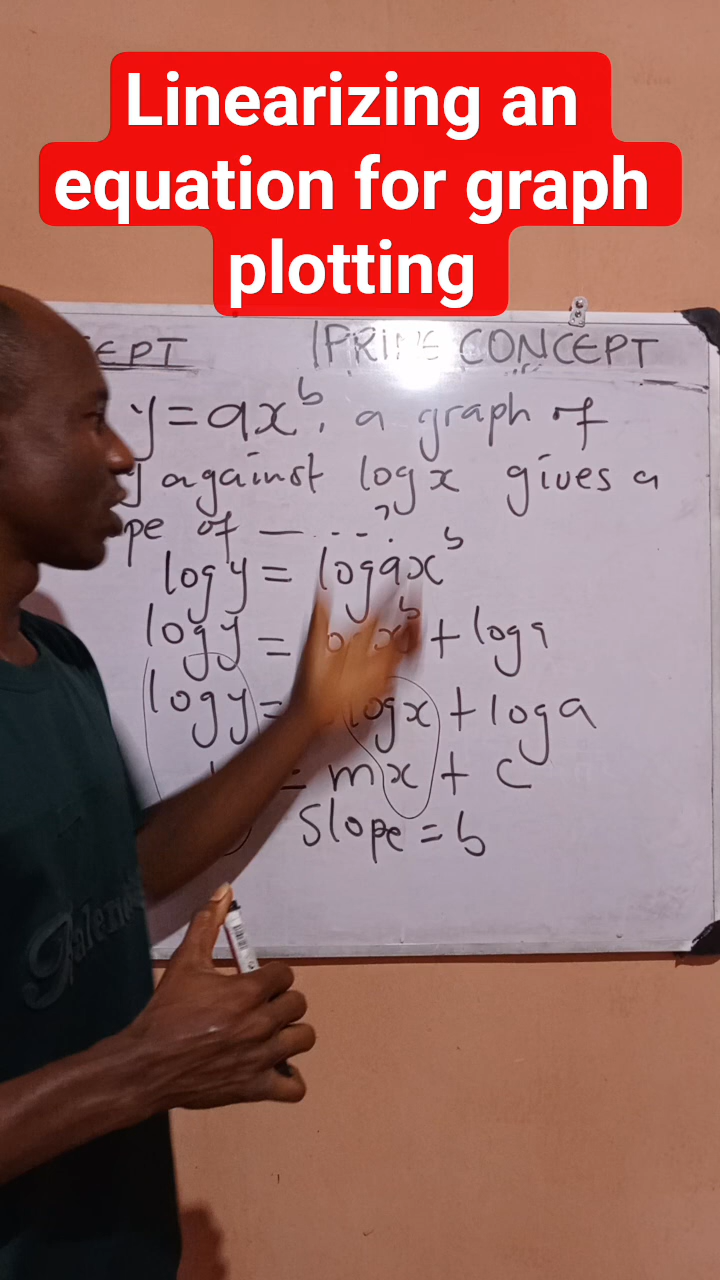 Linearizing an
equation for graph
plotting
EPT PRIME CONCEPT
y = ax^b, a graph of
y against log x gives a
pe of — - - - ?
log y = log ax^b
log y = x^b + log a
log y = log x + log a
= mx + c
Slope = b